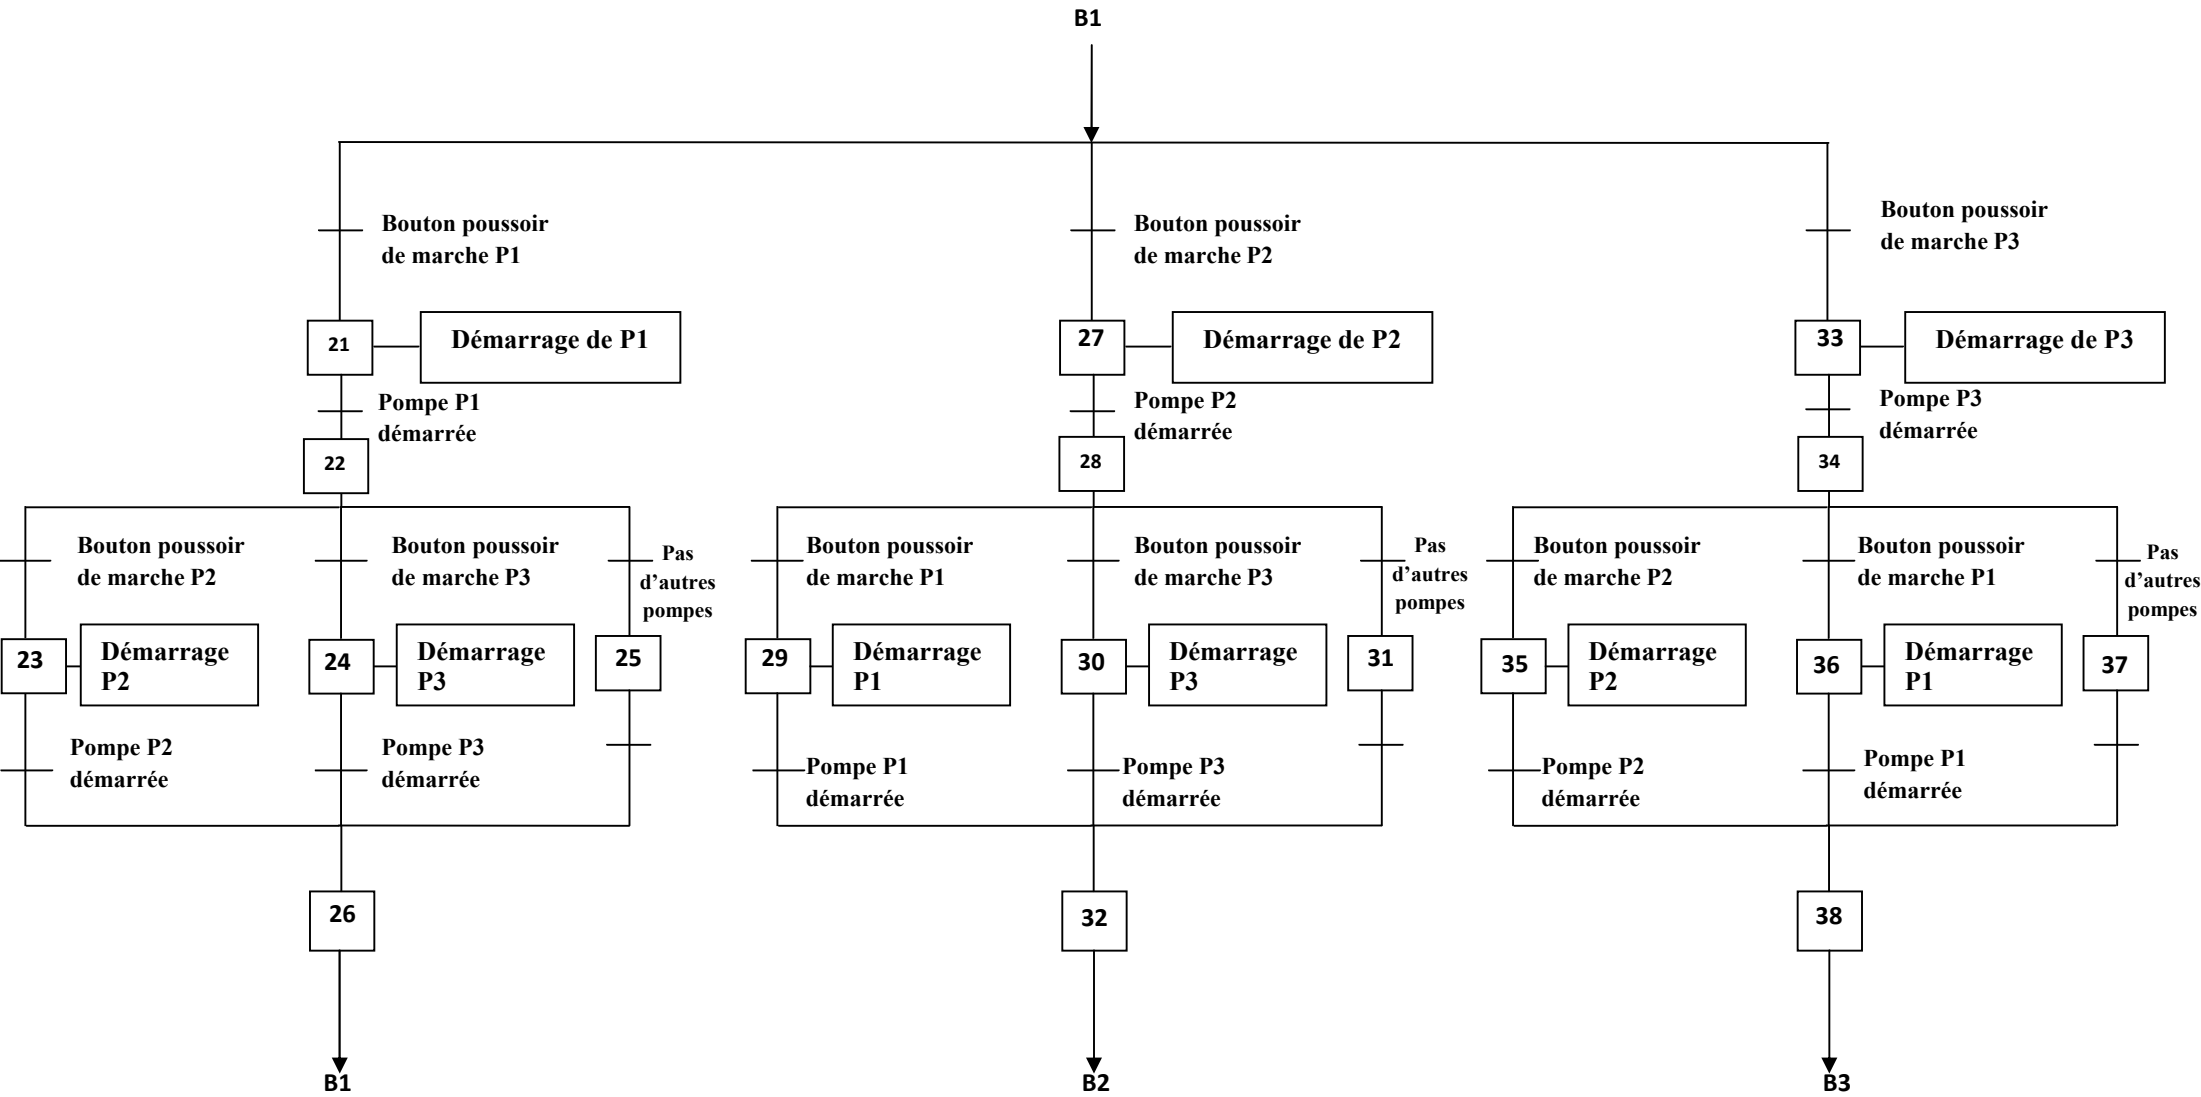 B1
Bouton poussoir
de marche P1
Bouton poussoir
de marche P2
Bouton poussoir
de marche P3
21
Démarrage de P1
27
Démarrage de P2
33
Démarrage de P3
Pompe P1
démarrée
Pompe P2
démarrée
Pompe P3
démarrée
22
28
34
Bouton poussoir
de marche P2
Bouton poussoir
de marche P3
Pas
d'autres
pompes
Bouton poussoir
de marche P1
Bouton poussoir
de marche P3
Pas
d'autres
pompes
Bouton poussoir
de marche P2
Bouton poussoir
de marche P1
Pas
d'autres
pompes
23
Démarrage
P2
24
Démarrage
P3
25
29
Démarrage
P1
30
Démarrage
P3
31
35
Démarrage
P2
36
Démarrage
P1
37
Pompe P2
démarrée
Pompe P3
démarrée
Pompe P1
démarrée
Pompe P3
démarrée
Pompe P2
démarrée
Pompe P1
démarrée
26
32
38
B1
B2
B3